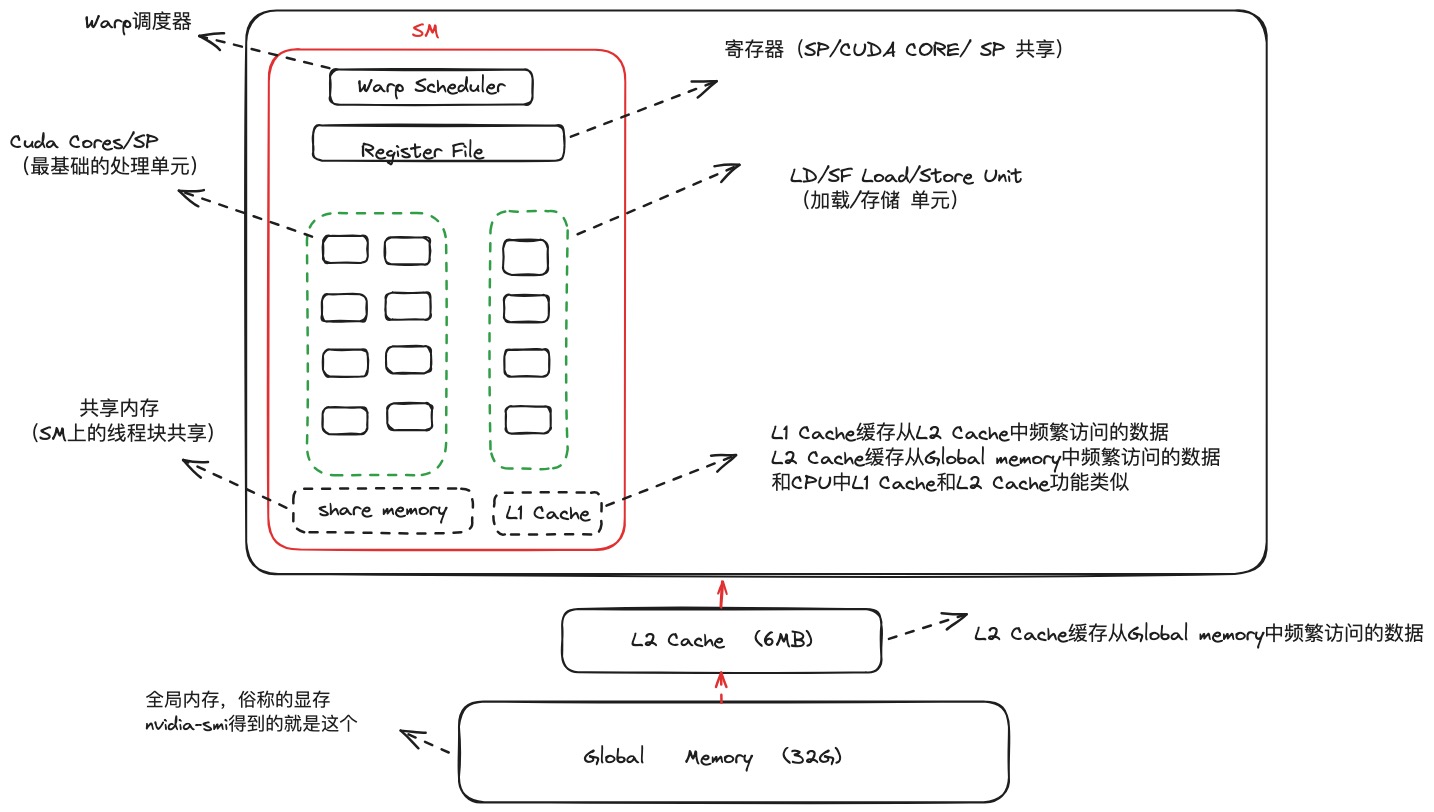 Warp调度器
SM
寄存器（SP/CUDA CORE/ SP 共享）
Warp Scheduler
Cuda Cores/SP
（最基础的处理单元）
Register File
LD/SF Load/Store Unit
（加载/存储 单元）
共享内存
（SM上的线程块共享）
L1 Cache缓存从L2 Cache中频繁访问的数据
L2 Cache缓存从Global memory中频繁访问的数据
和CPU中L1 Cache和L2 Cache功能类似
share memory
L1 Cache
L2 Cache （6MB）
L2 Cache缓存从Global memory中频繁访问的数据
全局内存，俗称的显存
nvidia-smi得到的就是这个
Global Memory （32G）